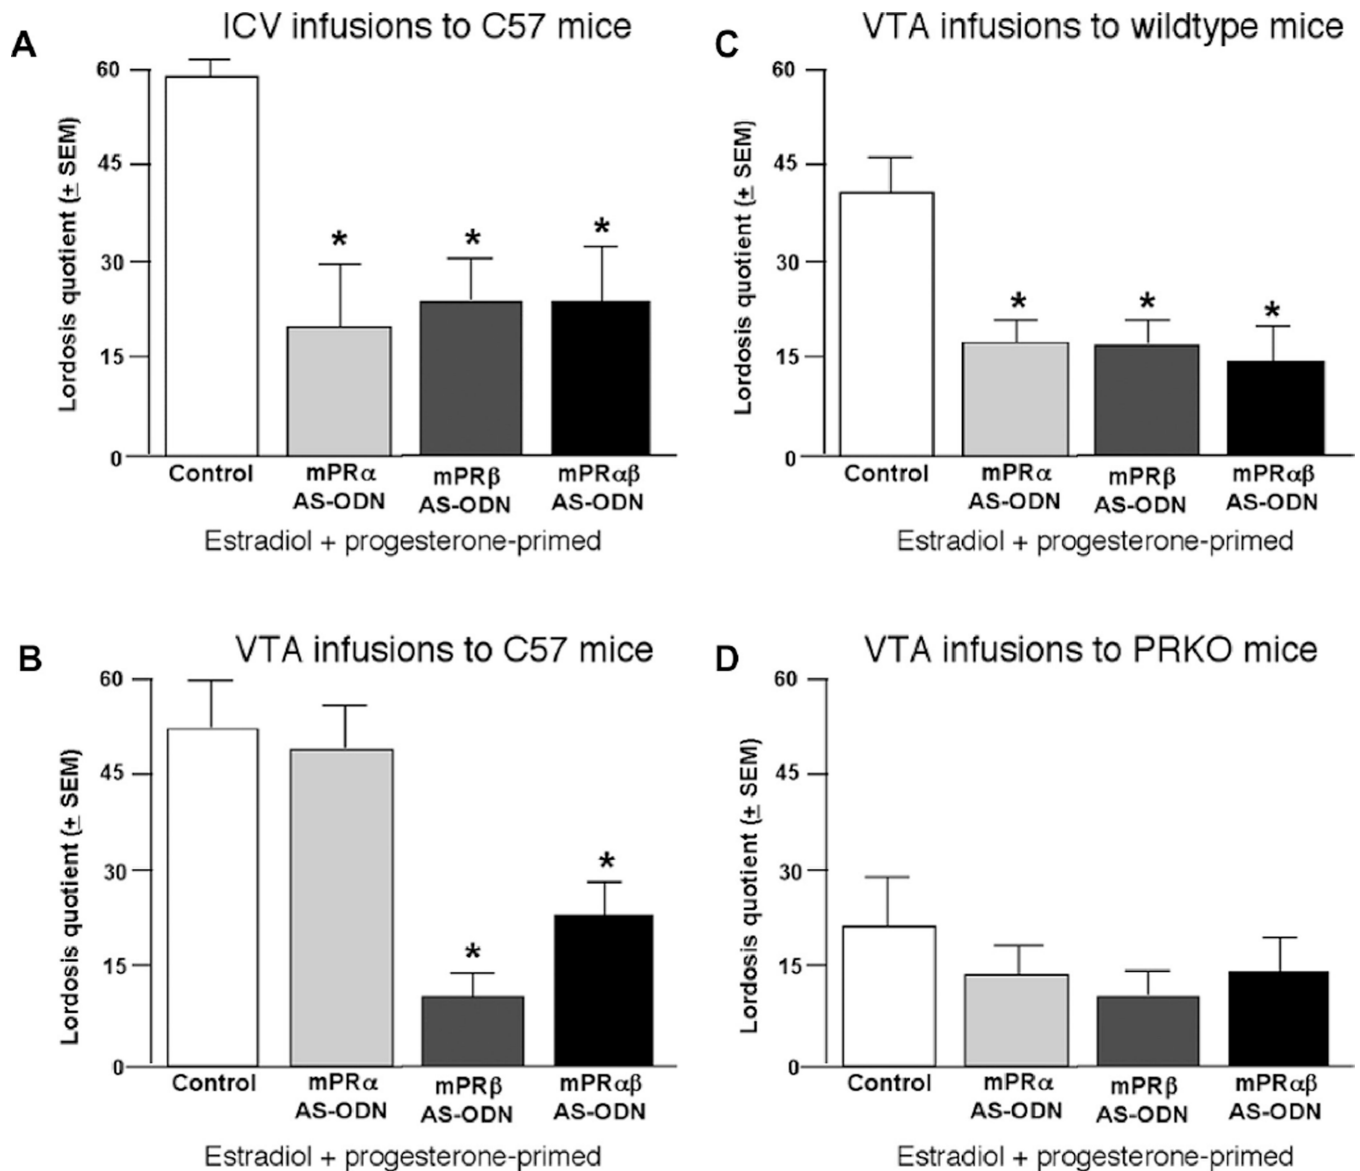 A
ICV infusions to C57 mice
Lordosis quotient (± SEM)
60
45
30
15
0
*
*
*
Control
mPRα
AS-ODN
mPRβ
AS-ODN
mPRαβ
AS-ODN
Estradiol + progesterone-primed
C
VTA infusions to wildtype mice
Lordosis quotient (± SEM)
60
45
30
15
0
*
*
*
Control
mPRα
AS-ODN
mPRβ
AS-ODN
mPRαβ
AS-ODN
Estradiol + progesterone-primed
B
VTA infusions to C57 mice
Lordosis quotient (± SEM)
60
45
30
15
0
*
*
Control
mPRα
AS-ODN
mPRβ
AS-ODN
mPRαβ
AS-ODN
Estradiol + progesterone-primed
D
VTA infusions to PRKO mice
Lordosis quotient (± SEM)
60
45
30
15
0
Control
mPRα
AS-ODN
mPRβ
AS-ODN
mPRαβ
AS-ODN
Estradiol + progesterone-primed